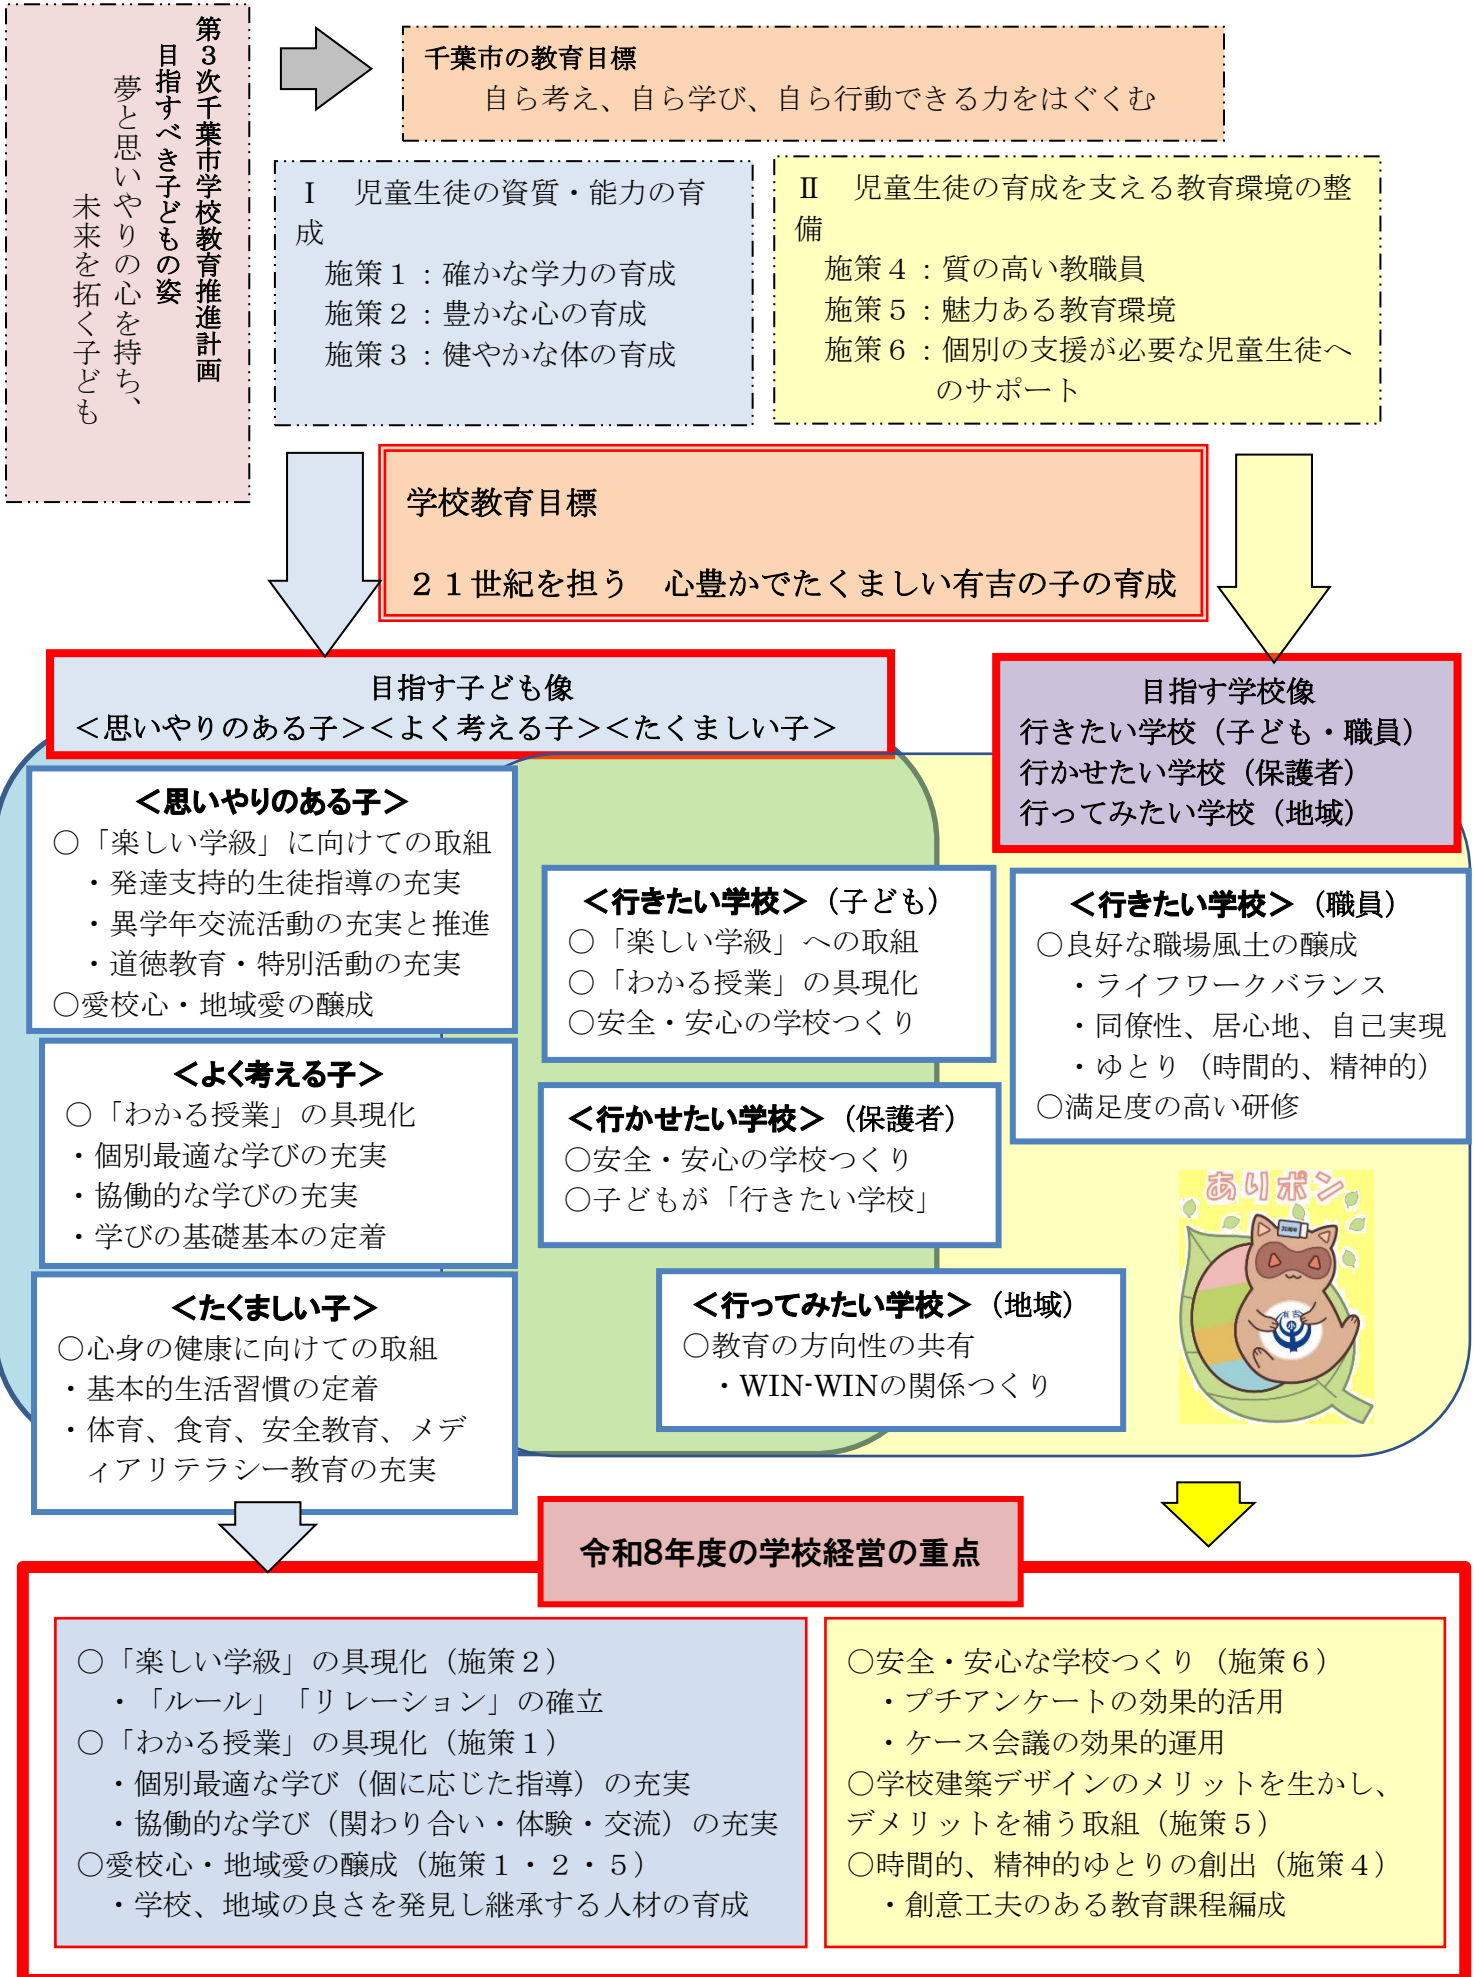 第３次千葉市学校教育推進計画
目指すべき子どもの姿
夢と思いやりの心を持ち、
未来を拓く子ども
千葉市の教育目標
自ら考え、自ら学び、自ら行動できる力をはぐくむ
Ⅰ　児童生徒の資質・能力の育
成
施策１：確かな学力の育成
施策２：豊かな心の育成
施策３：健やかな体の育成
Ⅱ　児童生徒の育成を支える教育環境の整
備
施策４：質の高い教職員
施策５：魅力ある教育環境
施策６：個別の支援が必要な児童生徒へ
のサポート
学校教育目標
２１世紀を担う　心豊かでたくましい有吉の子の育成
目指す子ども像
＜思いやりのある子＞＜よく考える子＞＜たくましい子＞
目指す学校像
行きたい学校（子ども・職員）
行かせたい学校（保護者）
行ってみたい学校（地域）
＜思いやりのある子＞
○「楽しい学級」に向けての取組
・発達支持的生徒指導の充実
・異学年交流活動の充実と推進
・道徳教育・特別活動の充実
○愛校心・地域愛の醸成
＜よく考える子＞
○「わかる授業」の具現化
・個別最適な学びの充実
・協働的な学びの充実
・学びの基礎基本の定着
＜たくましい子＞
○心身の健康に向けての取組
・基本的生活習慣の定着
・体育、食育、安全教育、メデ
ィアリテラシー教育の充実
＜行きたい学校＞（子ども）
○「楽しい学級」への取組
○「わかる授業」の具現化
○安全・安心の学校つくり
＜行かせたい学校＞（保護者）
○安全・安心の学校つくり
○子どもが「行きたい学校」
＜行ってみたい学校＞（地域）
○教育の方向性の共有
・WIN-WINの関係つくり
＜行きたい学校＞（職員）
○良好な職場風土の醸成
・ライフワークバランス
・同僚性、居心地、自己実現
・ゆとり（時間的、精神的）
○満足度の高い研修
ありポン
有吉
小
令和8年度の学校経営の重点
○「楽しい学級」の具現化（施策２）
・「ルール」「リレーション」の確立
○「わかる授業」の具現化（施策１）
・個別最適な学び（個に応じた指導）の充実
・協働的な学び（関わり合い・体験・交流）の充実
○愛校心・地域愛の醸成（施策１・２・５）
・学校、地域の良さを発見し継承する人材の育成
○安全・安心な学校つくり（施策６）
・プチアンケートの効果的活用
・ケース会議の効果的運用
○学校建築デザインのメリットを生かし、
デメリットを補う取組（施策５）
○時間的、精神的ゆとりの創出（施策４）
・創意工夫のある教育課程編成